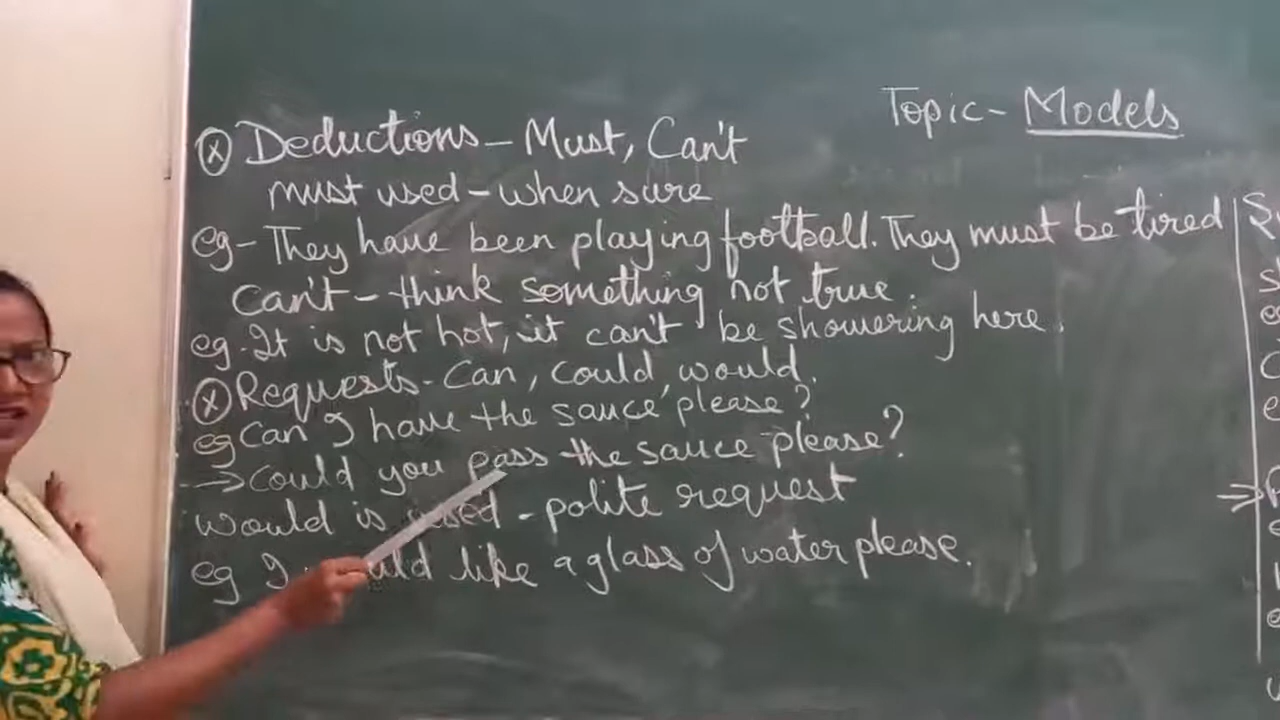 Topic - Models
ⓧ Deductions - Must, Can't
must used - when sure
eg - They have been playing football. They must be tired
Can't - think something not true.
eg. It is not hot, it can't be showering here.
ⓧ Requests - Can, Could, would.
eg Can I have the sauce please?
→ Could you pass the sauce please?
Would is used - polite request
eg I would like a glass of water please.